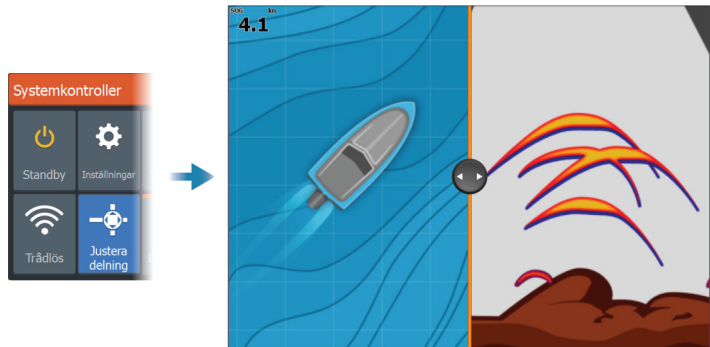 Systemkontroller
Standby
Inställningar
Trådlös
Justera
delning
SOG kn
4.1